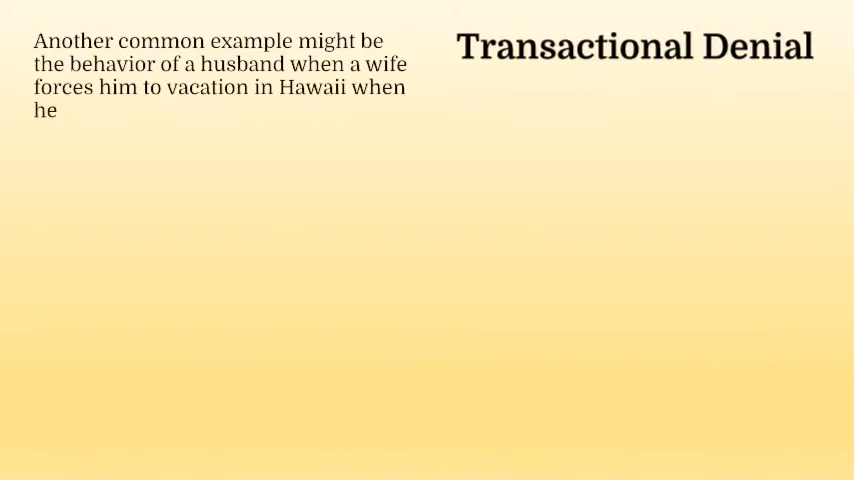 Another common example might be
the behavior of a husband when a wife
forces him to vacation in Hawaii when
he
Transactional Denial